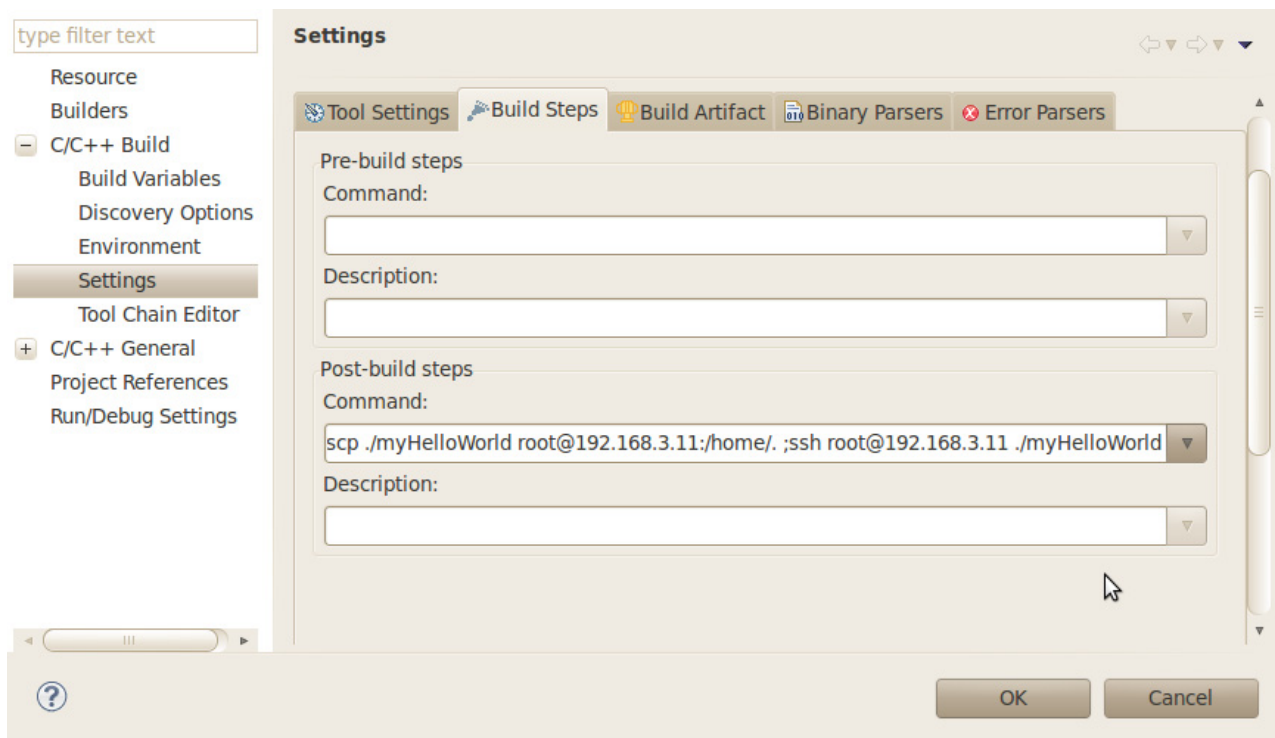 type filter text
Resource
Builders
C/C++ Build
Build Variables
Discovery Options
Environment
Settings
Tool Chain Editor
C/C++ General
Project References
Run/Debug Settings
Settings
Tool Settings Build Steps Build Artifact Binary Parsers Error Parsers
Pre-build steps
Command:
Description:
Post-build steps
Command:
scp ./myHelloWorld root@192.168.3.11:/home/. ;ssh root@192.168.3.11 ./myHelloWorld
Description:
OK Cancel